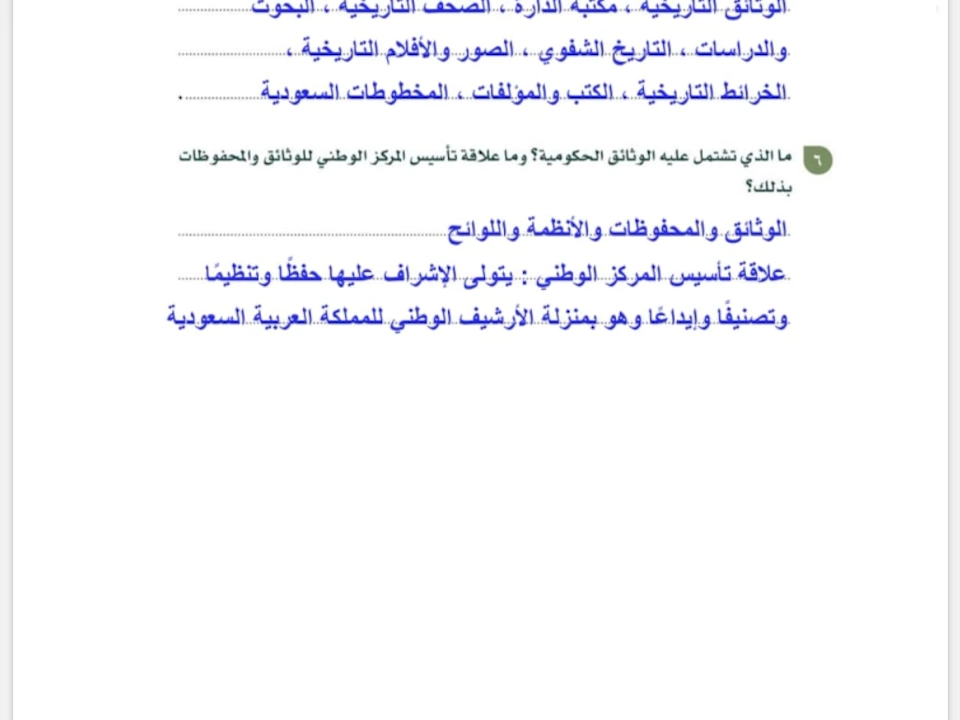 الوثائق التاريخية ، مكتبة الدارة ، الصحف التاريخية ، البحوث
والدراسات ، التاريخ الشفوي ، الصور والأفلام التاريخية ،
الخرائط التاريخية ، الكتب والمؤلفات ، المخطوطات السعودية .
٦ ما الذي تشتمل عليه الوثائق الحكومية؟ وما علاقة تأسيس المركز الوطني للوثائق والمحفوظات
بذلك؟
الوثائق والمحفوظات والأنظمة واللوائح
علاقة تأسيس المركز الوطني : يتولى الإشراف عليها حفظًا وتنظيمًا
وتصنيفًا وإيداعًا وهو بمنزلة الأرشيف الوطني للمملكة العربية السعودية